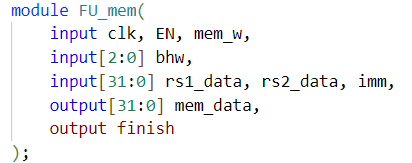 module FU_mem(
    input clk, EN, mem_w,
    input[2:0] bhw,
    input[31:0] rs1_data, rs2_data, imm,
    output[31:0] mem_data,
    output finish
);